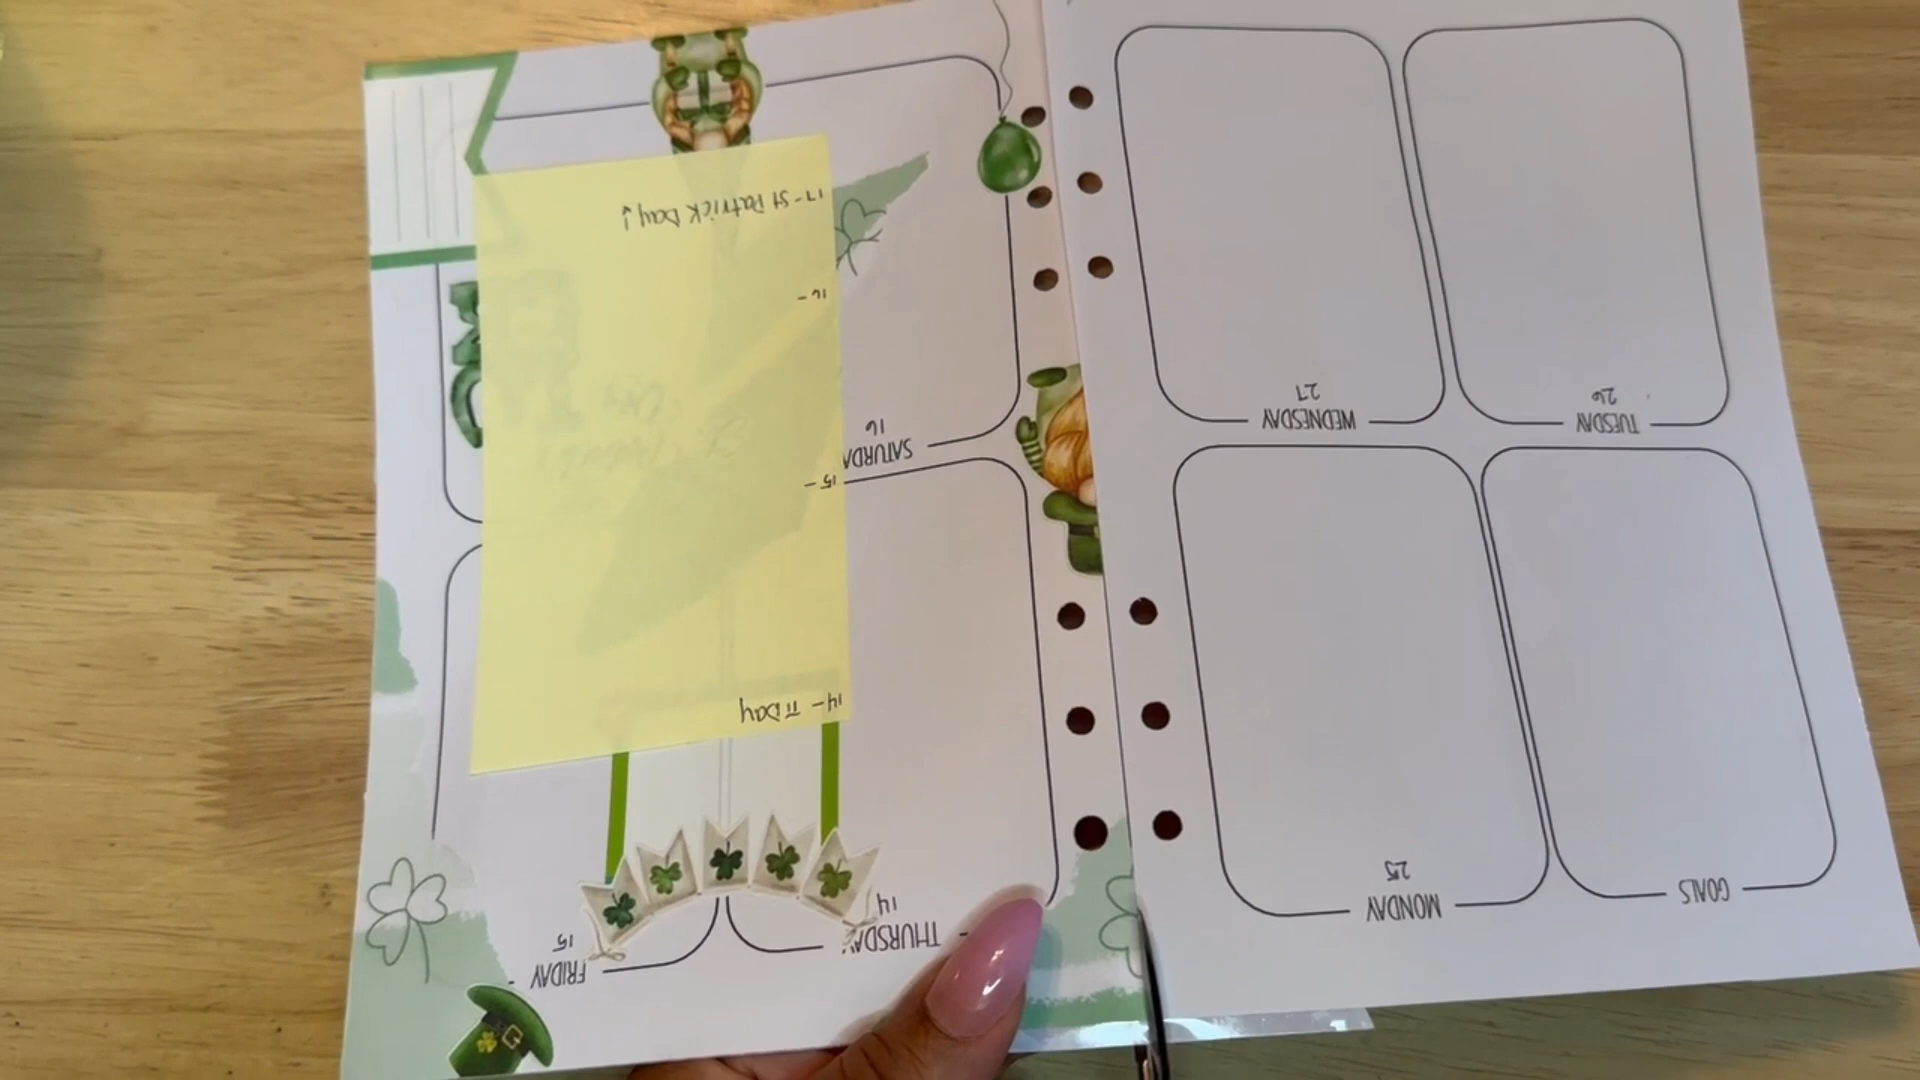 THURSDAY
14
FRIDAY
15
14 - π Day
15 -
SATURDAY
16
16 -
17 - St Patrick Day!
GOALS
MONDAY
25
TUESDAY
26
WEDNESDAY
27